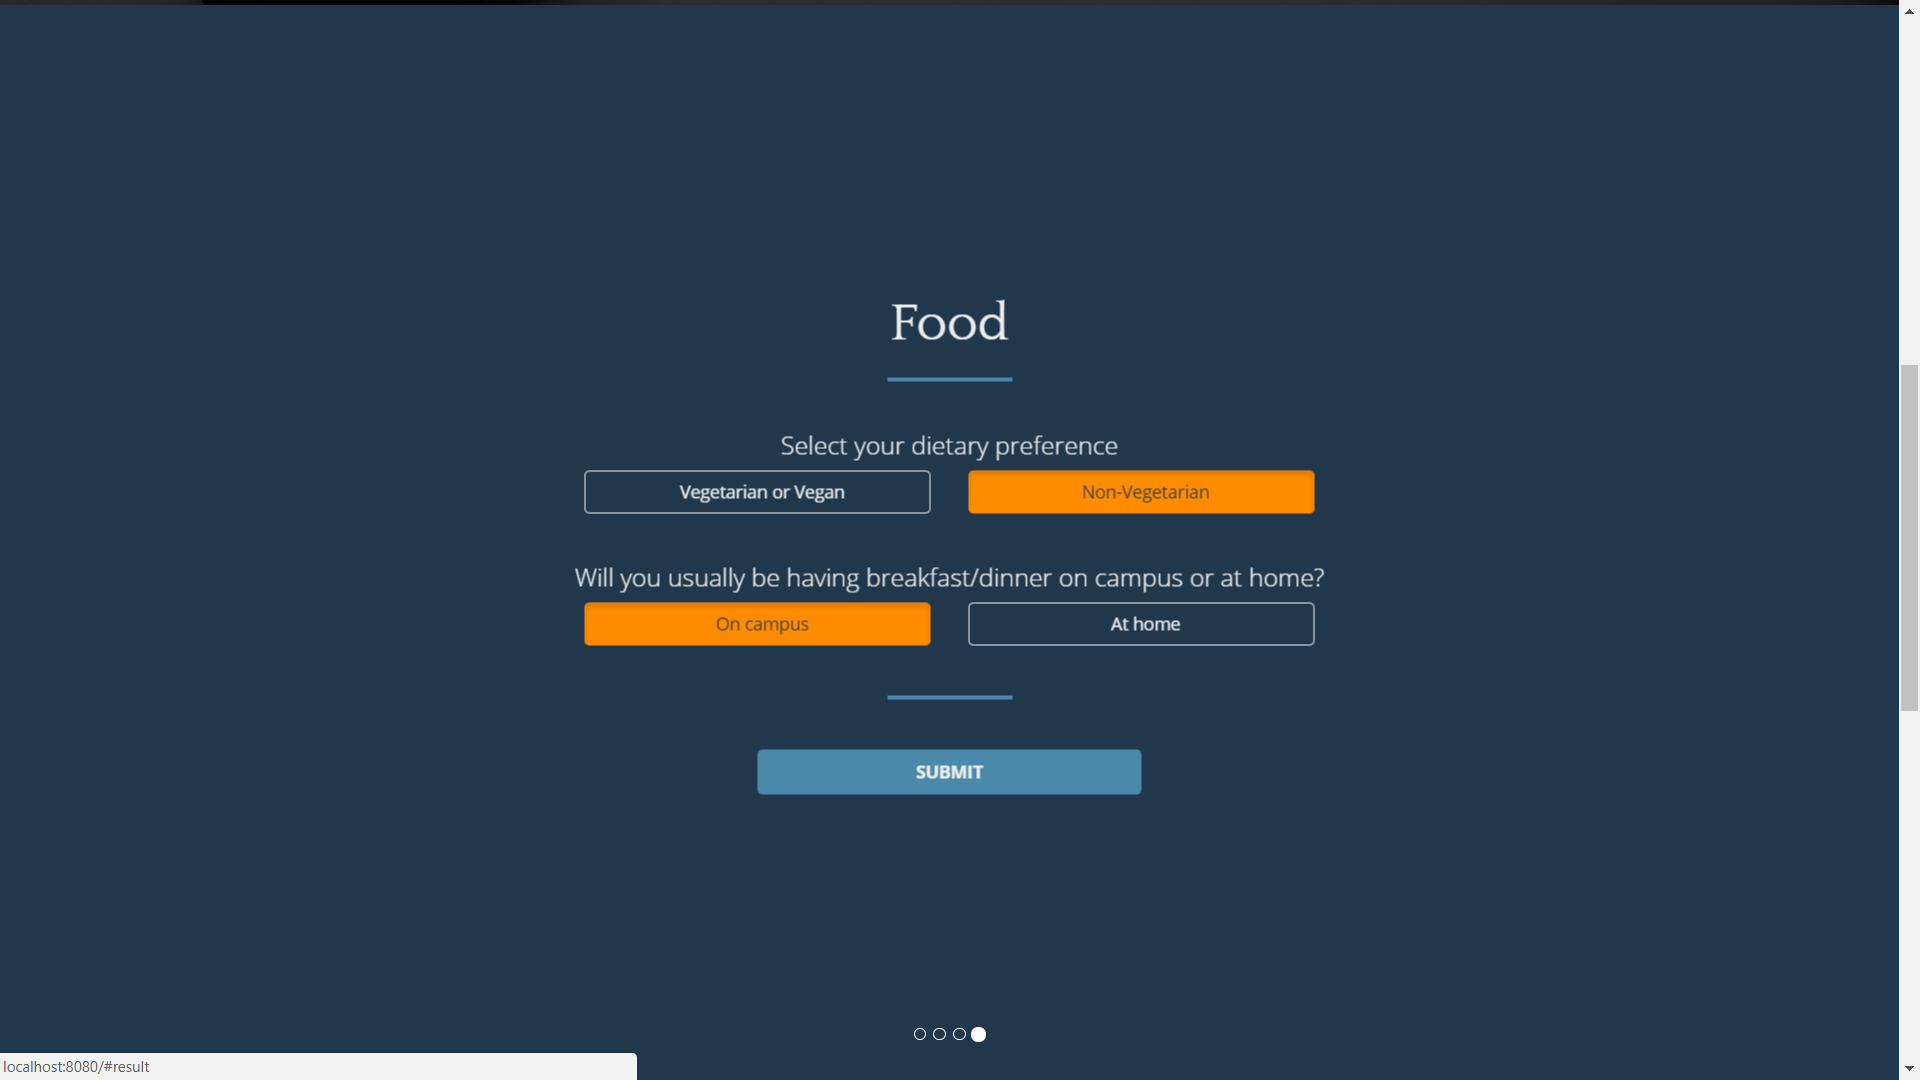 Food
Select your dietary preference
Vegetarian or Vegan Non-Vegetarian
Will you usually be having breakfast/dinner on campus or at home?
On campus At home
SUBMIT
localhost:8080/#result